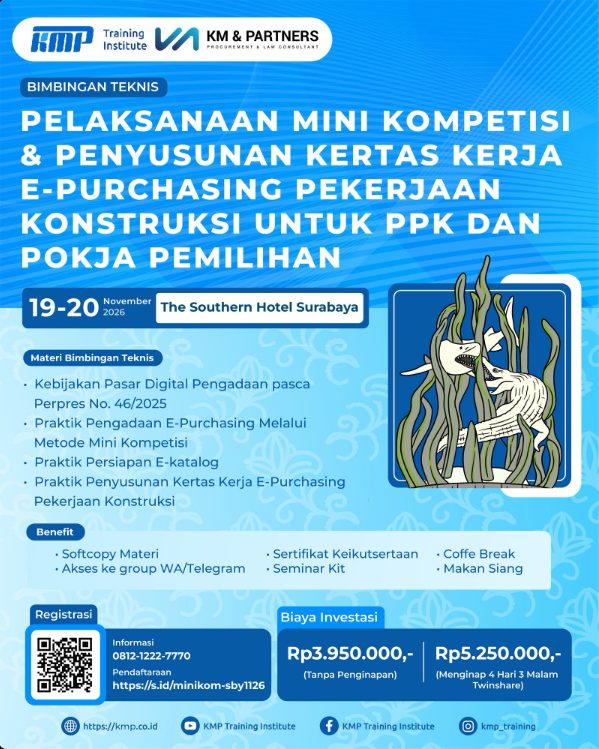 KMP Training Institute
KM & PARTNERS
PROCUREMENT & LAW CONSULTANT
BIMBINGAN TEKNIS
PELAKSANAAN MINI KOMPETISI
& PENYUSUNAN KERTAS KERJA
E-PURCHASING PEKERJAAN
KONSTRUKSI UNTUK PPK DAN
POKJA PEMILIHAN
19-20 November 2026
The Southern Hotel Surabaya
Materi Bimbingan Teknis
• Kebijakan Pasar Digital Pengadaan pasca
Perpres No. 46/2025
• Praktik Pengadaan E-Purchasing Melalui
Metode Mini Kompetisi
• Praktik Persiapan E-katalog
• Praktik Penyusunan Kertas Kerja E-Purchasing
Pekerjaan Konstruksi
Benefit
• Softcopy Materi
• Akses ke group WA/Telegram
• Sertifikat Keikutsertaan
• Seminar Kit
• Coffe Break
• Makan Siang
Registrasi
Informasi
0812-1222-7770
Pendaftaraan
https://s.id/minikom-sby1126
Biaya Investasi
Rp3.950.000,-
(Tanpa Penginapan)
Rp5.250.000,-
(Menginap 4 Hari 3 Malam
Twinshare)
https://kmp.co.id
KMP Training Institute
KMP Training Institute
kmp_training